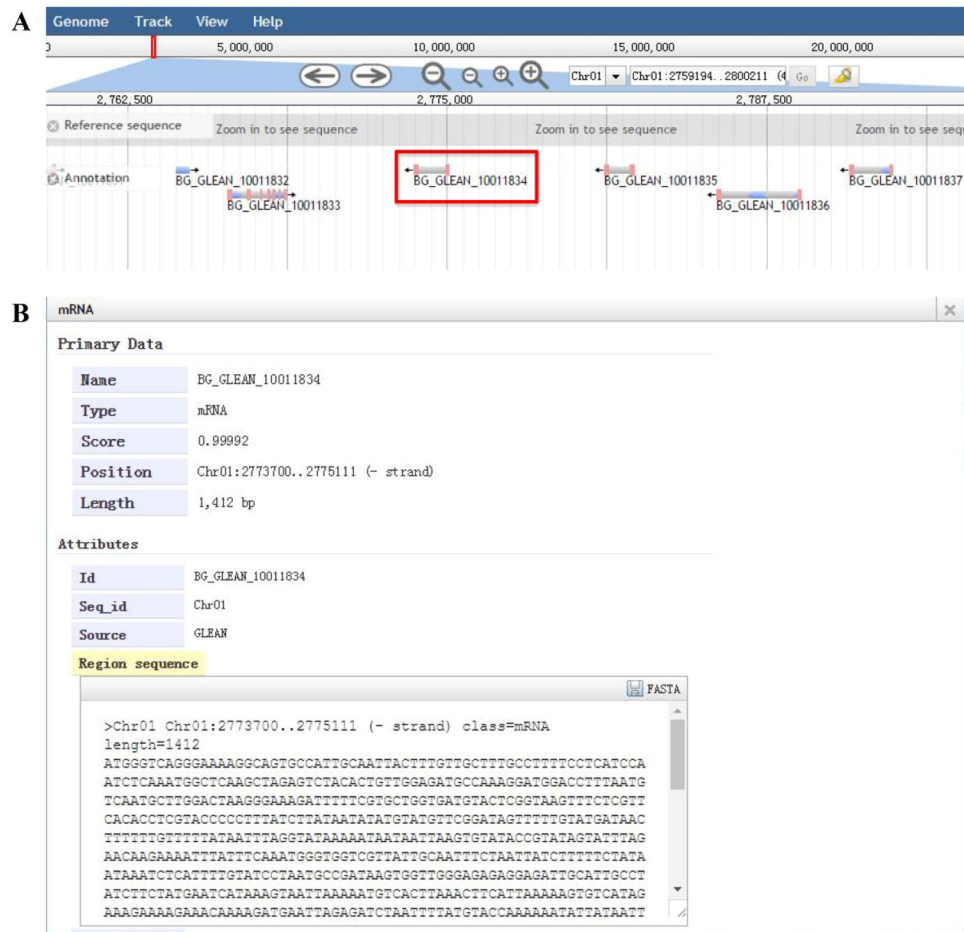 A
Genome Track View Help
0 5,000,000 10,000,000 15,000,000 20,000,000
Chr01 Chr01:2759194..2800211 (4 Go
2,762,500 2,775,000 2,787,500
Reference sequence Zoom in to see sequence Zoom in to see sequence Zoom in to see sequ
Annotation BG_GLEAN_10011832 BG_GLEAN_10011834 BG_GLEAN_10011835 BG_GLEAN_10011837
BG_GLEAN_10011833 BG_GLEAN_10011836
B
mRNA
Primary Data
Name BG_GLEAN_10011834
Type mRNA
Score 0.99992
Position Chr01:2773700..2775111 (- strand)
Length 1,412 bp
Attributes
Id BG_GLEAN_10011834
Seq_id Chr01
Source GLEAN
Region sequence
FASTA
>Chr01 Chr01:2773700..2775111 (- strand) class=mRNA
length=1412
ATGGGTCAGGGAAAAGGCAGTGCCATTGCAATTACTTTGTTGCTTTGCCTTTTCCTCATCCA
ATCTCAAATGGCTCAAGCTAGAGTCTACACTGTTGGAGATGCCAAAGGATGGACCTTTAATG
TCAATGCTTGGACTAAGGGAAAGATTTTTCGTGCTGGTGATGTACTCGGTAAGTTTCTCGTT
CACACCTCGTACCCCCTTTATCTTATAATATATGTATGTTCGGATAGTTTTTGTATGATAAC
TTTTTTGTTTTTATAATTTAGGTATAAAAATAATAATTAAGTGTATACCGTATAGTATTTAG
AACAAGAAAATTTATTTCAAATGGGTGGTCGTTATTGCAATTTCTAATTATCTTTTTCTATA
ATAAATCTCATTTTGTATCCTAATGCCGATAAGTGGTTGGGAGAGAGGAGATTGCATTGCCT
ATCTTCTATGAATCATAAAGTAATTAAAAATGTCACTTAAACTTCATTAAAAAGTGTCATAG
AAAGAAAAGAAACAAAAGATGAATTAGAGATCTAATTTTATGTACCAAAAAATATTATAATT